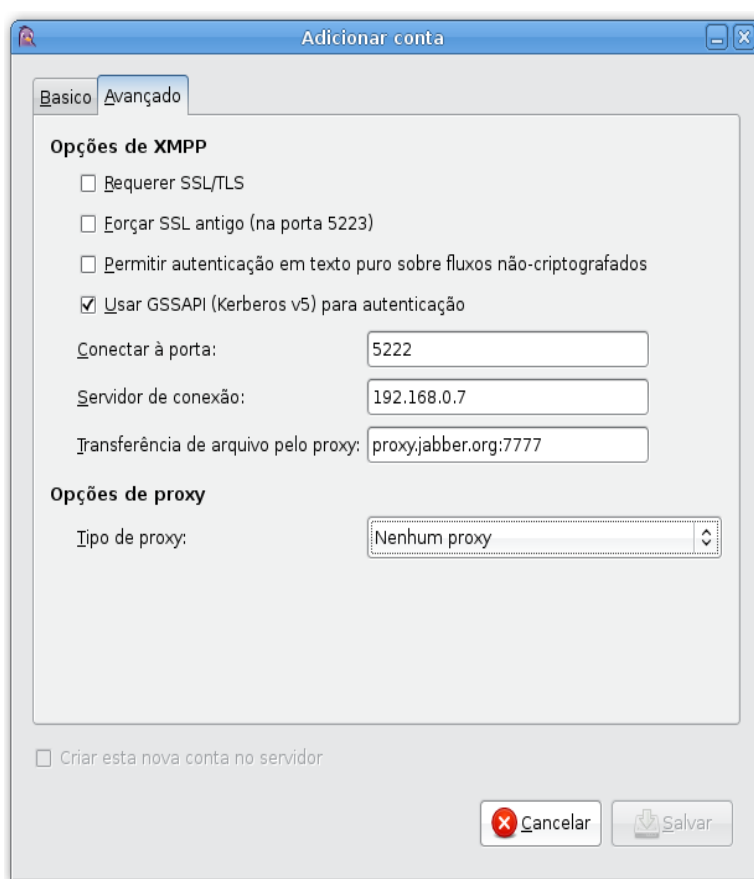 Adicionar conta
Basico Avançado
Opções de XMPP
Requerer SSL/TLS
Forçar SSL antigo (na porta 5223)
Permitir autenticação em texto puro sobre fluxos não-criptografados
Usar GSSAPI (Kerberos v5) para autenticação
Conectar à porta: 5222
Servidor de conexão: 192.168.0.7
Transferência de arquivo pelo proxy: proxy.jabber.org:7777
Opções de proxy
Tipo de proxy: Nenhum proxy
Criar esta nova conta no servidor
Cancelar Salvar